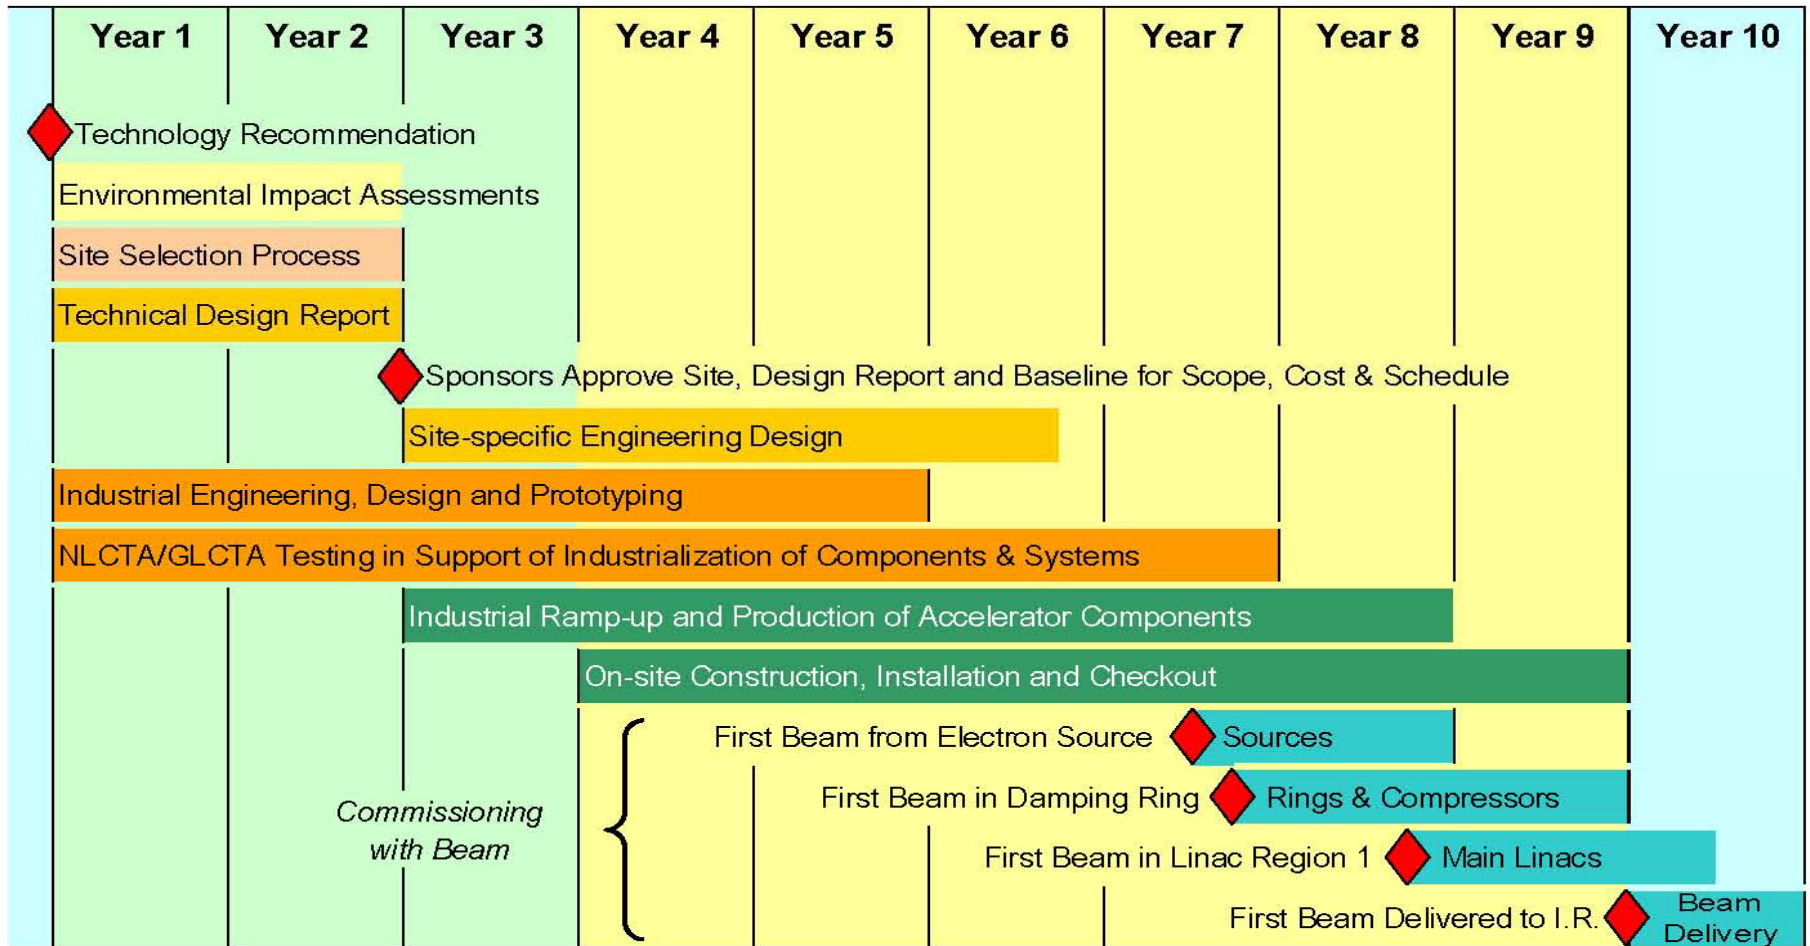 Year 1 Year 2 Year 3 Year 4 Year 5 Year 6 Year 7 Year 8 Year 9 Year 10
Technology Recommendation
Environmental Impact Assessments
Site Selection Process
Technical Design Report
Sponsors Approve Site, Design Report and Baseline for Scope, Cost & Schedule
Site-specific Engineering Design
Industrial Engineering, Design and Prototyping
NLCTA/GLCTA Testing in Support of Industrialization of Components & Systems
Industrial Ramp-up and Production of Accelerator Components
On-site Construction, Installation and Checkout
Commissioning
with Beam
First Beam from Electron Source Sources
First Beam in Damping Ring Rings & Compressors
First Beam in Linac Region 1 Main Linacs
First Beam Delivered to I.R. Beam
Delivery